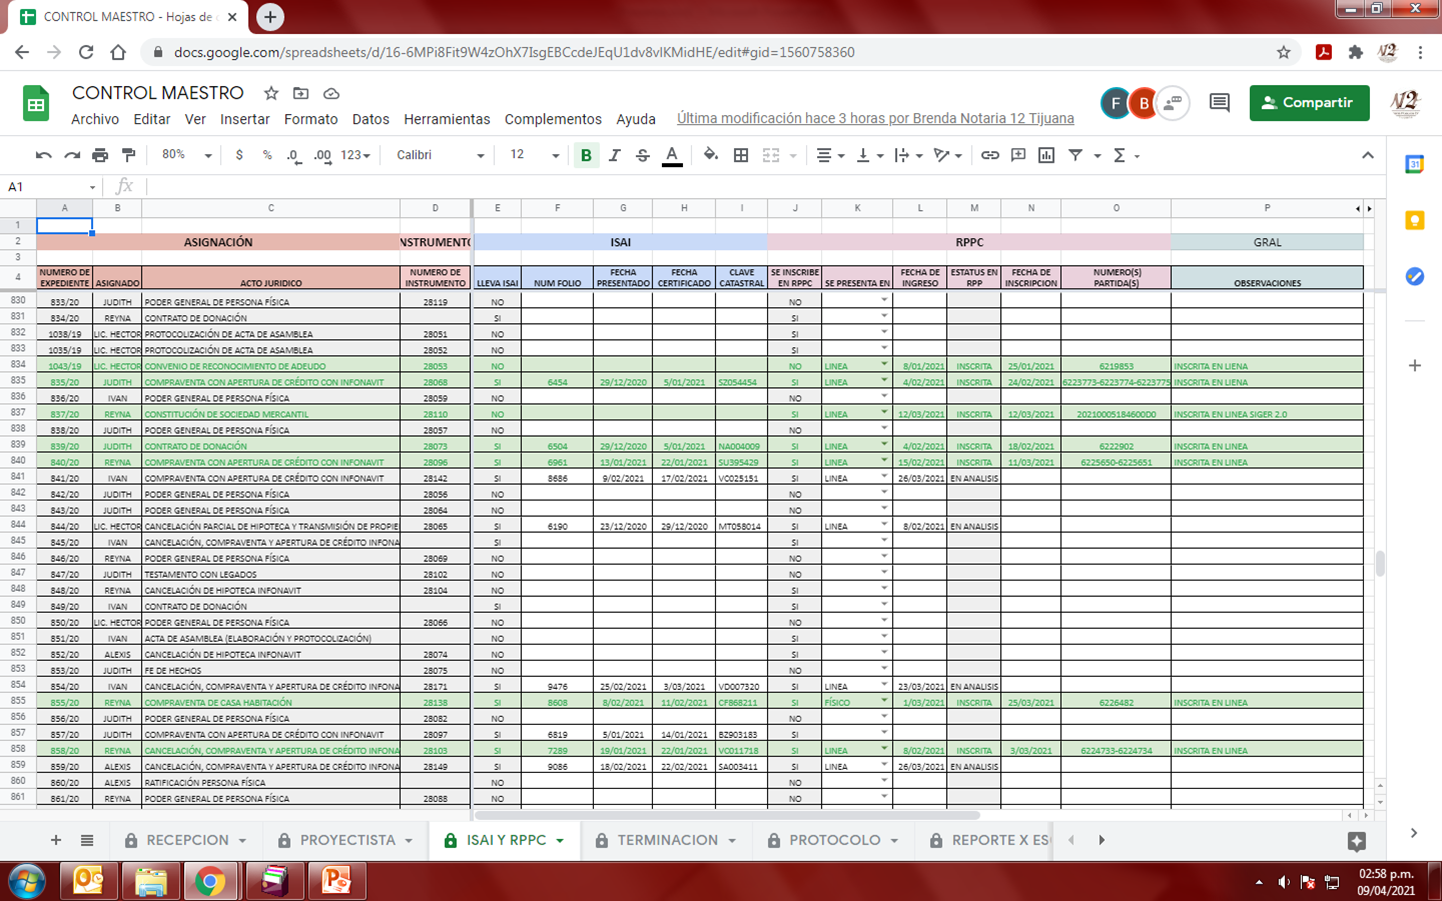 CONTROL MAESTRO - Hojas de c
docs.google.com/spreadsheets/d/16-6MPi8Fit9W4zOhX7IsgEBCcdeJEqU1dv8vlKMidHE/edit#gid=1560758360
CONTROL MAESTRO
Archivo Editar Ver Insertar Formato Datos Herramientas Complementos Ayuda Última modificación hace 3 horas por Brenda Notaria 12 Tijuana
F B Compartir N12
80% $ % .0 .00 123 Calibri 12 B I S A
A1 fx
A B C D E F G H I J K L M N O P
1
2 ASIGNACIÓN NSTRUMENTO ISAI RPPC GRAL
3
4 NUMERO DE EXPEDIENTE ASIGNADO ACTO JURIDICO NUMERO DE INSTRUMENTO LLEVA ISAI NUM FOLIO FECHA PRESENTADO FECHA CERTIFICADO CLAVE CATASTRAL SE INSCRIBE EN RPPC SE PRESENTA EN FECHA DE INGRESO ESTATUS EN RPP FECHA DE INSCRIPCION NUMERO(S) PARTIDA(S) OBSERVACIONES
830 833/20 JUDITH PODER GENERAL DE PERSONA FÍSICA 28119 NO NO
831 834/20 REYNA CONTRATO DE DONACIÓN SI SI
832 1038/19 LIC. HECTOR PROTOCOLIZACIÓN DE ACTA DE ASAMBLEA 28051 NO SI
833 1035/19 LIC. HECTOR PROTOCOLIZACIÓN DE ACTA DE ASAMBLEA 28052 NO SI
834 1043/19 LIC. HECTOR CONVENIO DE RECONOCIMIENTO DE ADEUDO 28053 NO NO LINEA 8/01/2021 INSCRITA 25/01/2021 6219853 INSCRITA EN LIENA
835 835/20 JUDITH COMPRAVENTA CON APERTURA DE CRÉDITO CON INFONAVIT 28068 SI 6454 29/12/2020 5/01/2021 SZ054454 SI LINEA 4/02/2021 INSCRITA 24/02/2021 6223773-6223774-6223775 INSCRITA EN LIENA
836 836/20 IVAN PODER GENERAL DE PERSONA FÍSICA 28059 NO NO
837 837/20 REYNA CONSTITUCIÓN DE SOCIEDAD MERCANTIL 28110 NO SI LINEA 12/03/2021 INSCRITA 12/03/2021 20210005184600D0 INSCRITA EN LINEA SIGER 2.0
838 838/20 JUDITH PODER GENERAL DE PERSONA FÍSICA 28057 NO NO
839 839/20 JUDITH CONTRATO DE DONACIÓN 28073 SI 6504 29/12/2020 5/01/2021 NA004009 SI LINEA 4/02/2021 INSCRITA 18/02/2021 6222902 INSCRITA EN LINEA
840 840/20 REYNA COMPRAVENTA CON APERTURA DE CRÉDITO CON INFONAVIT 28096 SI 6961 13/01/2021 22/01/2021 SU395429 SI LINEA 15/02/2021 INSCRITA 11/03/2021 6225650-6225651 INSCRITA EN LINEA
841 841/20 IVAN COMPRAVENTA CON APERTURA DE CRÉDITO CON INFONAVIT 28142 SI 8686 9/02/2021 17/02/2021 VC025151 SI LINEA 26/03/2021 EN ANALISIS
842 842/20 JUDITH PODER GENERAL DE PERSONA FÍSICA 28056 NO NO
843 843/20 JUDITH PODER GENERAL DE PERSONA FÍSICA 28064 NO NO
844 844/20 LIC. HECTOR CANCELACIÓN PARCIAL DE HIPOTECA Y TRANSMISIÓN DE PROPIE 28065 SI 6190 23/12/2020 29/12/2020 MT058014 SI LINEA 8/02/2021 EN ANALISIS
845 845/20 IVAN CANCELACIÓN, COMPRAVENTA Y APERTURA DE CRÉDITO INFONA SI SI
846 846/20 REYNA PODER GENERAL DE PERSONA FÍSICA 28069 NO NO
847 847/20 JUDITH TESTAMENTO CON LEGADOS 28102 NO NO
848 848/20 REYNA CANCELACIÓN DE HIPOTECA INFONAVIT 28104 NO SI
849 849/20 IVAN CONTRATO DE DONACIÓN SI SI
850 850/20 LIC. HECTOR PODER GENERAL DE PERSONA FÍSICA 28066 NO NO
851 851/20 IVAN ACTA DE ASAMBLEA (ELABORACIÓN Y PROTOCOLIZACIÓN) NO SI
852 852/20 ALEXIS CANCELACIÓN DE HIPOTECA INFONAVIT 28074 NO SI
853 853/20 JUDITH FE DE HECHOS 28075 NO NO
854 854/20 IVAN CANCELACIÓN, COMPRAVENTA Y APERTURA DE CRÉDITO INFONA 28171 SI 9476 25/02/2021 3/03/2021 VD007320 SI LINEA 23/03/2021 EN ANALISIS
855 855/20 REYNA COMPRAVENTA DE CASA HABITACIÓN 28138 SI 8608 8/02/2021 11/02/2021 CF868211 SI FÍSICO 1/03/2021 INSCRITA 25/03/2021 6226482 INSCRITA EN LINEA
856 856/20 JUDITH PODER GENERAL DE PERSONA FÍSICA 28082 NO NO
857 857/20 JUDITH COMPRAVENTA CON APERTURA DE CRÉDITO CON INFONAVIT 28097 SI 6819 5/01/2021 14/01/2021 BZ903183 SI
858 858/20 REYNA CANCELACIÓN, COMPRAVENTA Y APERTURA DE CRÉDITO INFONA 28103 SI 7289 19/01/2021 22/01/2021 VC011718 SI LINEA 8/02/2021 INSCRITA 3/03/2021 6224733-6224734 INSCRITA EN LINEA
859 859/20 ALEXIS CANCELACIÓN, COMPRAVENTA Y APERTURA DE CRÉDITO INFONA 28149 SI 9086 18/02/2021 22/02/2021 SA003411 SI LINEA 26/03/2021 EN ANALISIS
860 860/20 ALEXIS RATIFICACIÓN PERSONA FÍSICA NO NO
861 861/20 REYNA PODER GENERAL DE PERSONA FÍSICA 28088 NO NO
RECEPCION PROYECTISTA ISAI Y RPPC TERMINACION PROTOCOLO REPORTE X ES
02:58 p.m.
09/04/2021